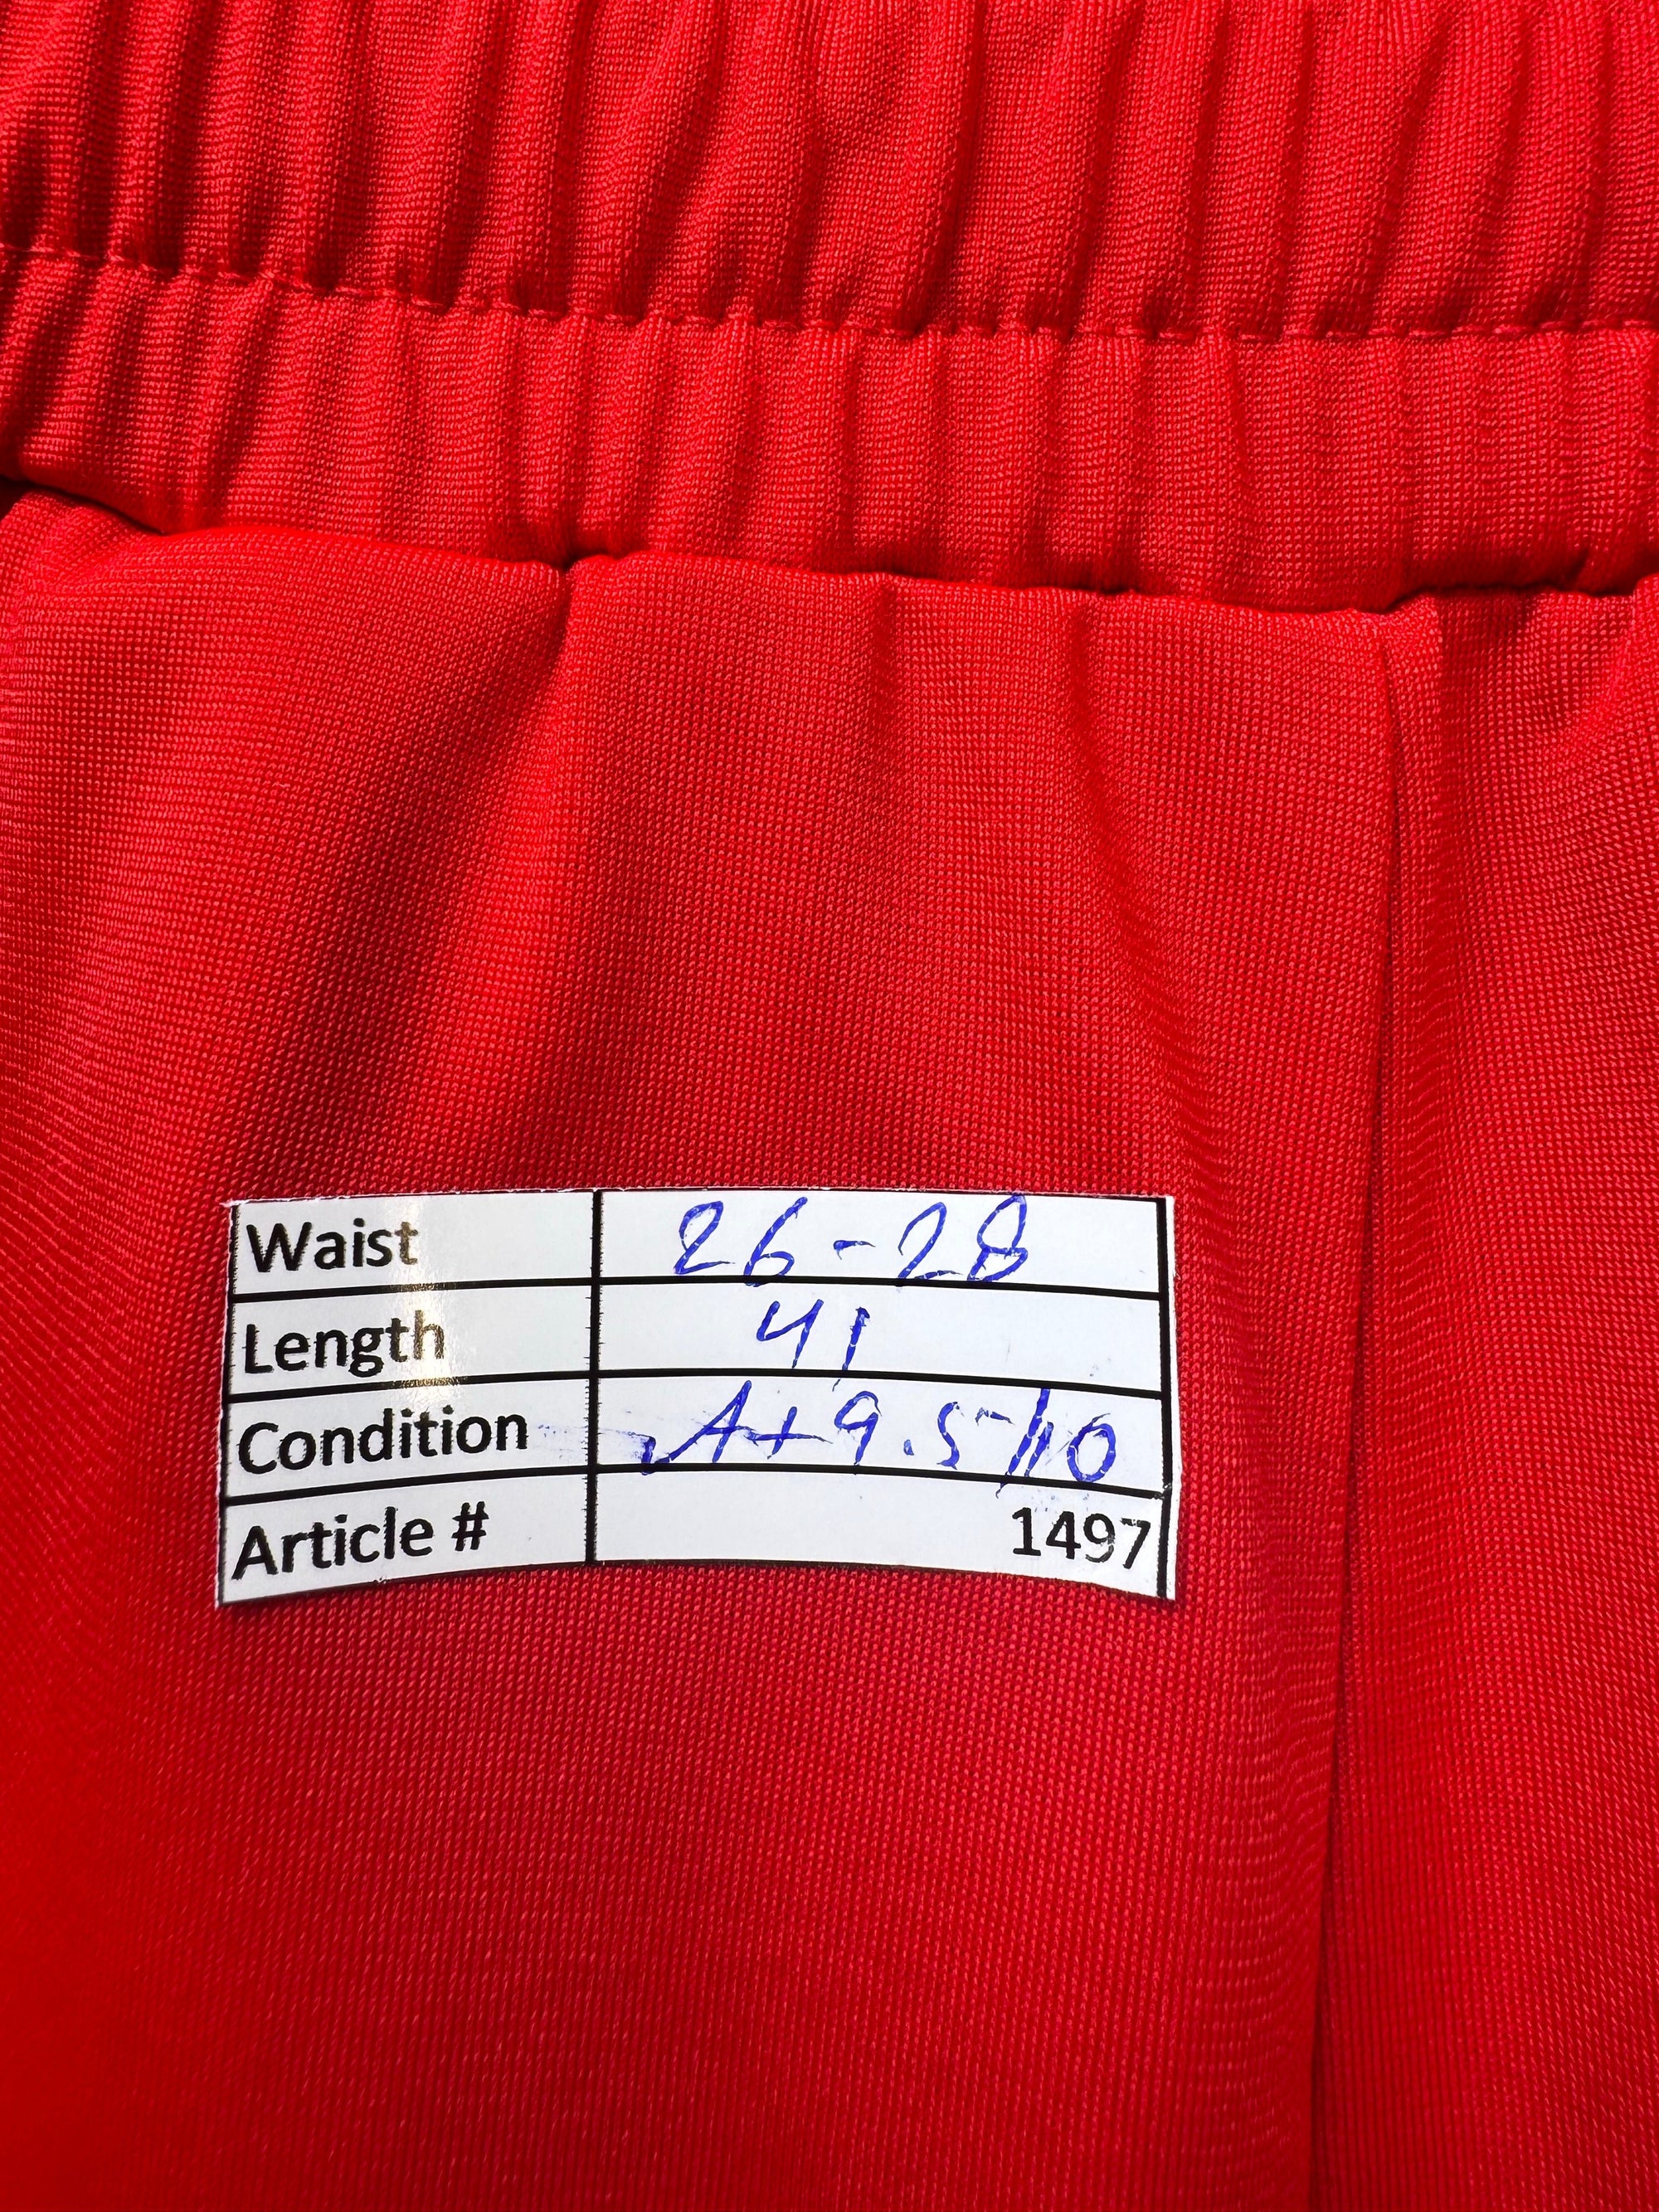 Waist 26-28
Length 41
Condition A+ 9.5/10
Article # 1497